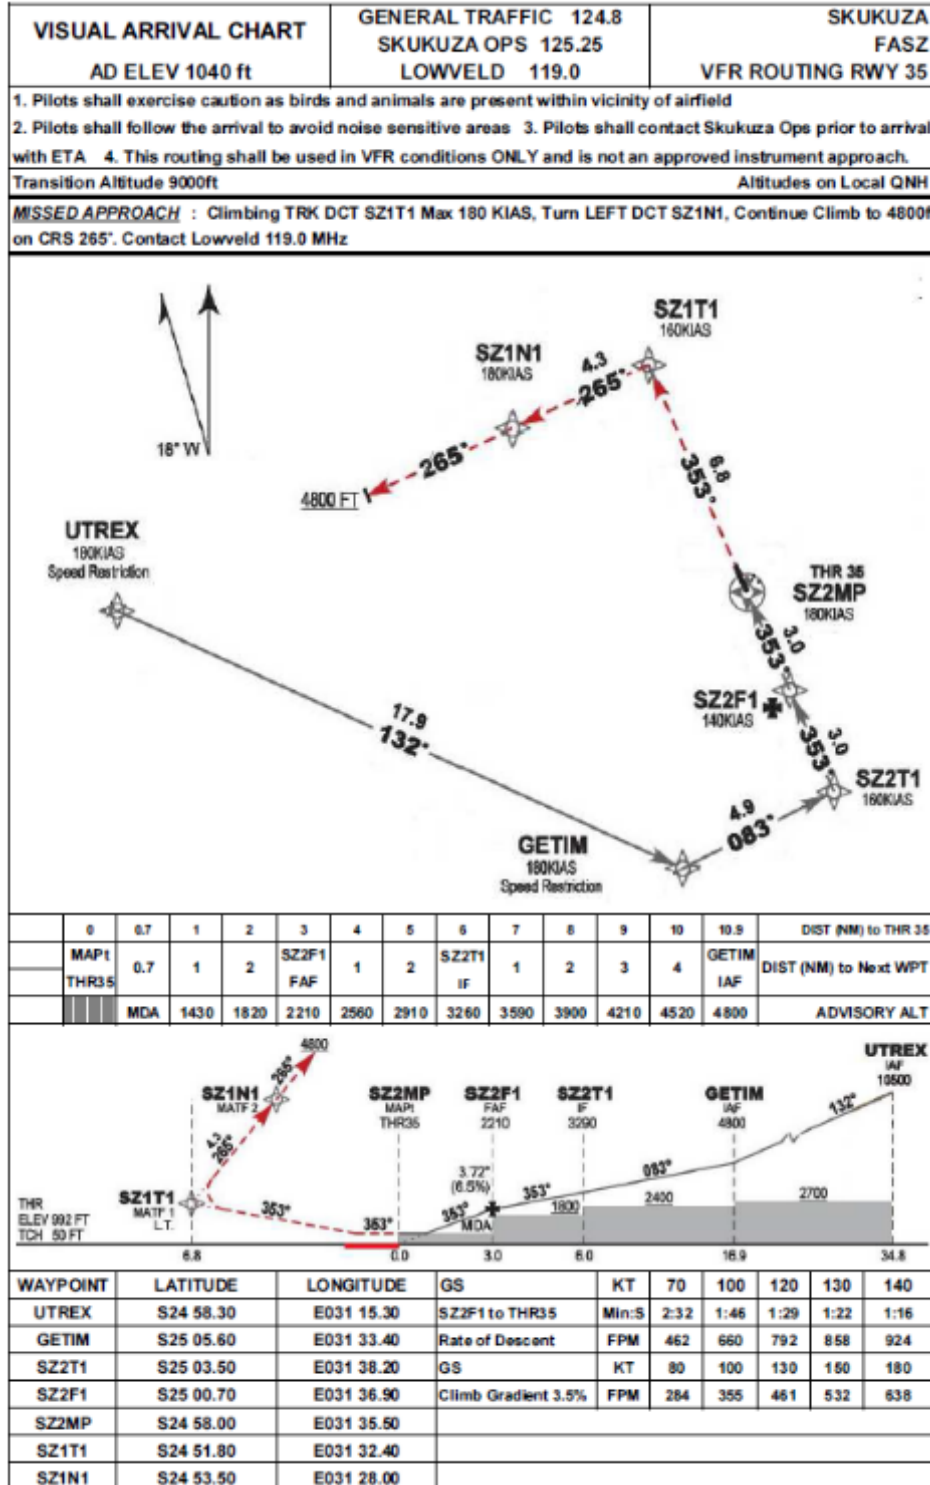 VISUAL ARRIVAL CHART
AD ELEV 1040 ft
GENERAL TRAFFIC 124.8
SKUKUZA OPS 125.25
LOWVELD 119.0
SKUKUZA
FASZ
VFR ROUTING RWY 35
1. Pilots shall exercise caution as birds and animals are present within vicinity of airfield
2. Pilots shall follow the arrival to avoid noise sensitive areas 3. Pilots shall contact Skukuza Ops prior to arrival
with ETA 4. This routing shall be used in VFR conditions ONLY and is not an approved instrument approach.
Transition Altitude 9000ft Altitudes on Local QNH
MISSED APPROACH : Climbing TRK DCT SZ1T1 Max 180 KIAS, Turn LEFT DCT SZ1N1, Continue Climb to 4800f
on CRS 265°. Contact Lowveld 119.0 MHz
SZ1T1
160KIAS
SZ1N1
180KIAS
4.3
265°
265°
18° W
4800 FT
6.8
353°
UTREX
180KIAS
Speed Restriction
THR 35
SZ2MP
180KIAS
3.0
353°
SZ2F1
140KIAS
17.9
132°
3.0
353°
SZ2T1
160KIAS
4.9
083°
GETIM
180KIAS
Speed Restriction
0 0.7 1 2 3 4 5 6 7 8 9 10 10.9 DIST (NM) to THR 35
MAPt THR35 0.7 1 2 SZ2F1 FAF 1 2 SZ2T1 IF 1 2 3 4 GETIM IAF DIST (NM) to Next WPT
MDA 1430 1820 2210 2560 2910 3260 3590 3900 4210 4520 4800 ADVISORY ALT
4800
265°
SZ1N1
MATF 2
4.3
265°
SZ2MP
MAPt
THR35
SZ2F1
FAF
2210
SZ2T1
IF
3290
GETIM
IAF
4800
UTREX
IAF
10500
132°
083°
3.72°
(6.5%)
353°
353°
MDA
1800
2400
2700
SZ1T1
MATF 1
L.T.
353°
353°
THR
ELEV 992 FT
TCH 50 FT
6.8 0.0 3.0 6.0 16.9 34.8
WAYPOINT LATITUDE LONGITUDE GS KT 70 100 120 130 140
UTREX S24 58.30 E031 15.30 SZ2F1 to THR35 Min:S 2:32 1:46 1:29 1:22 1:16
GETIM S25 05.60 E031 33.40 Rate of Descent FPM 462 660 792 858 924
SZ2T1 S25 03.50 E031 38.20 GS KT 80 100 130 150 180
SZ2F1 S25 00.70 E031 36.90 Climb Gradient 3.5% FPM 284 355 461 532 638
SZ2MP S24 58.00 E031 35.50
SZ1T1 S24 51.80 E031 32.40
SZ1N1 S24 53.50 E031 28.00